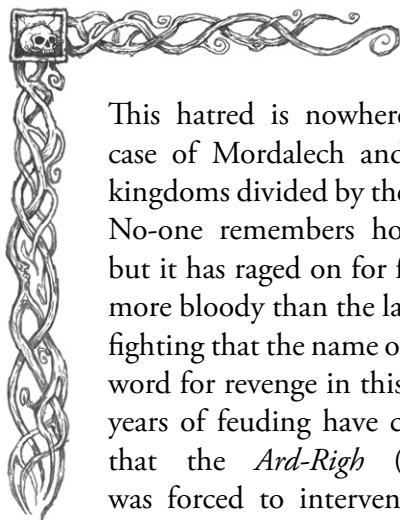 This hatred is nowhere
case of Mordalech and
kingdoms divided by the
No-one remembers ho
but it has raged on for f
more bloody than the la
fighting that the name o
word for revenge in this
years of feuding have c
that the Ard-Righ (
was forced to interven